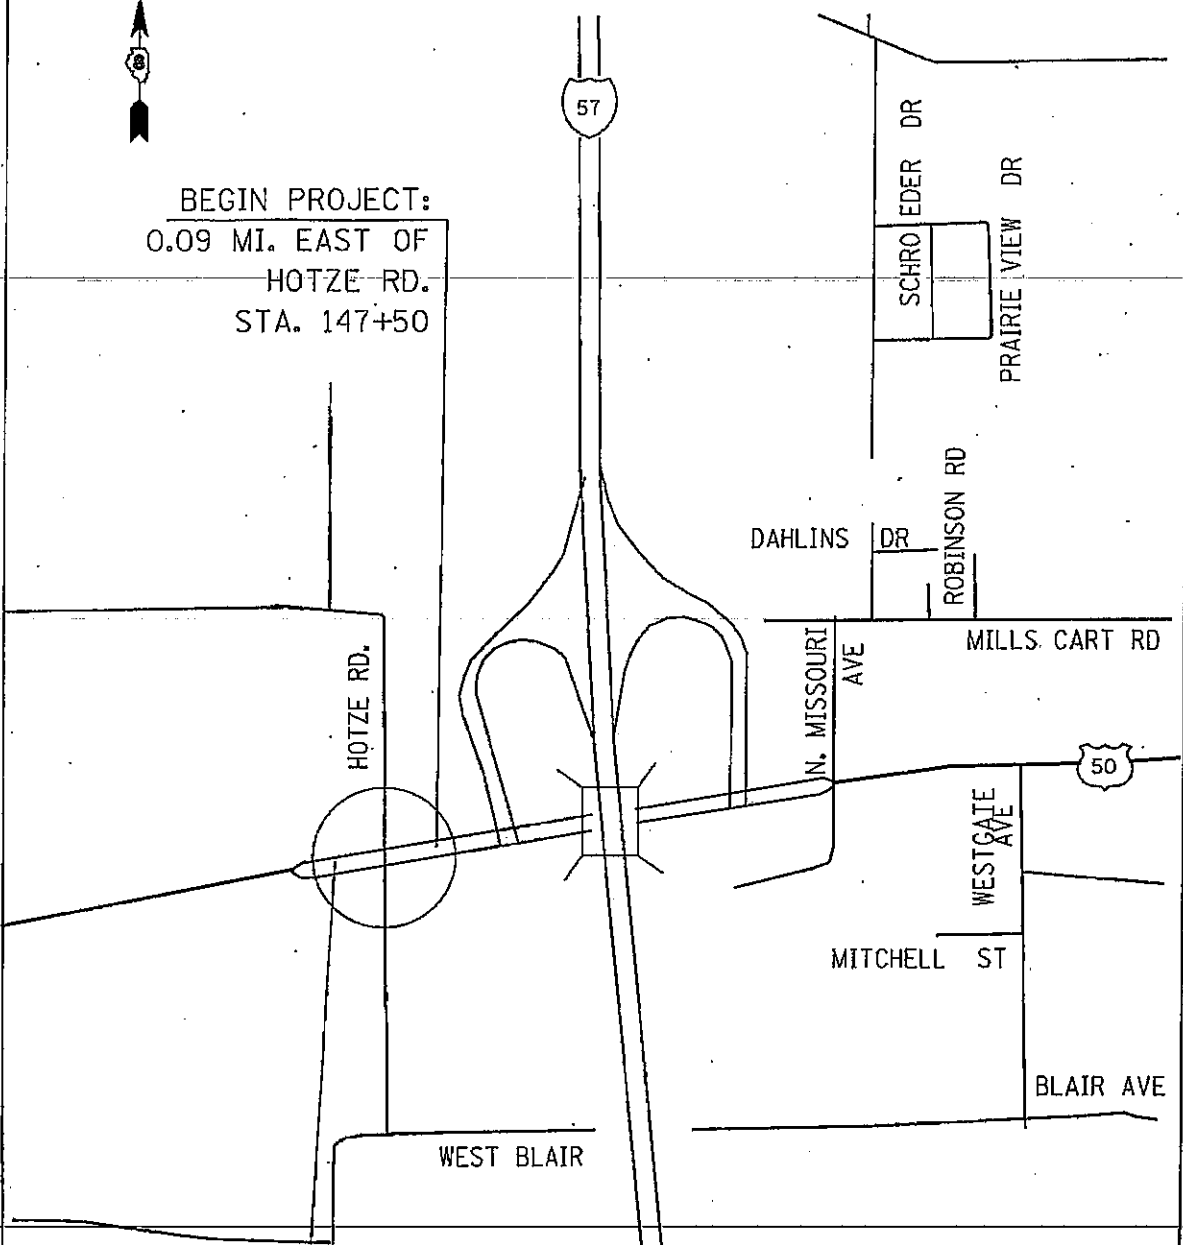 57
BEGIN PROJECT:
0.09 MI. EAST OF
HOTZE RD.
STA. 147+50
SCHROEDER DR
PRAIRIE VIEW DR
DAHLINS DR
ROBINSON RD
MILLS CART RD
N. MISSOURI
AVE
HOTZE RD.
50
WESTGATE
AVE
MITCHELL ST
BLAIR AVE
WEST BLAIR